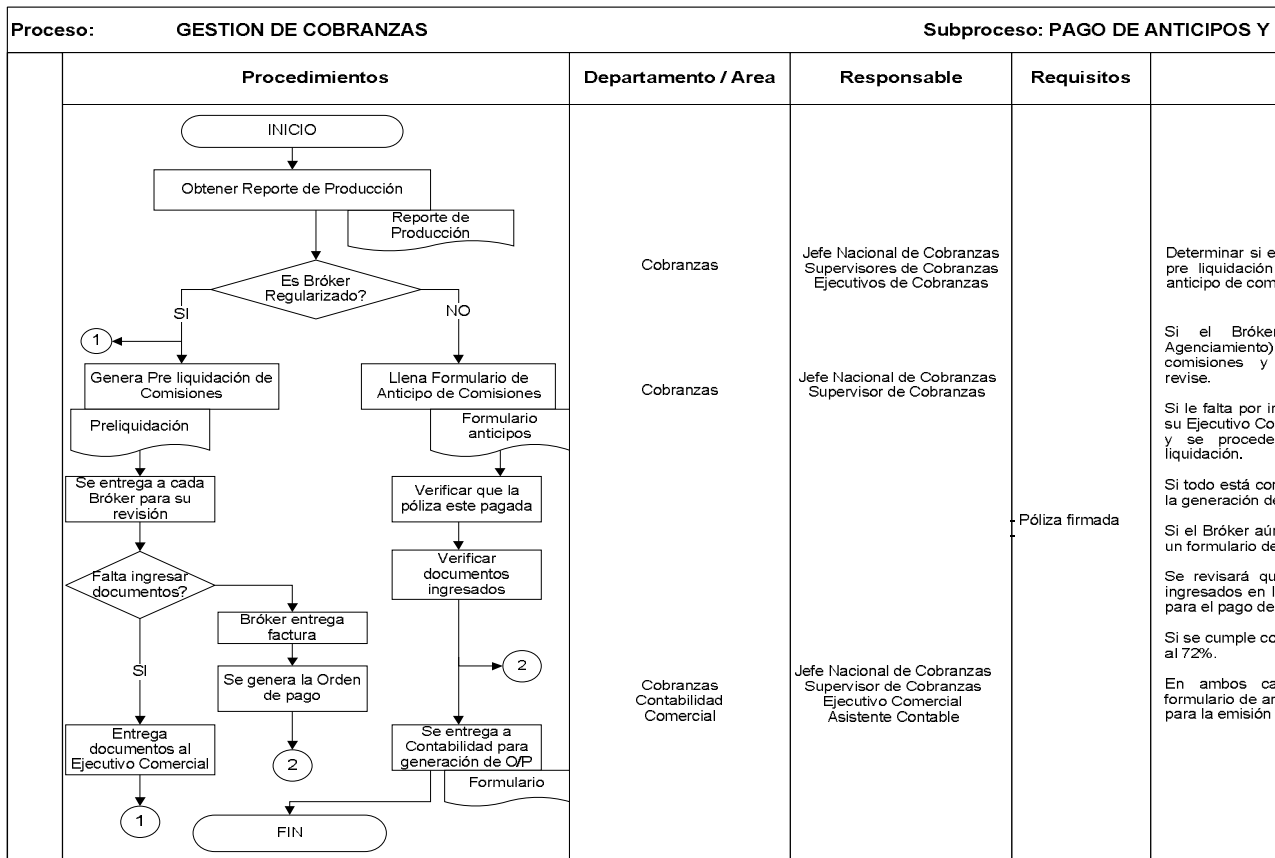 Proceso: GESTION DE COBRANZAS
Subproceso: PAGO DE ANTICIPOS Y
Procedimientos
Departamento / Area
Responsable
Requisitos
INICIO
Obtener Reporte de Producción
Reporte de
Producción
Es Bróker
Regularizado?
SI
NO
1
Genera Pre liquidación de
Comisiones
Preliquidación
Se entrega a cada
Bróker para su
revisión
Falta ingresar
documentos?
SI
Entrega
documentos al
Ejecutivo Comercial
1
Bróker entrega
factura
Se genera la Orden
de pago
2
Llena Formulario de
Anticipo de Comisiones
Formulario
anticipos
Verificar que la
póliza este pagada
Verificar
documentos
ingresados
2
Se entrega a
Contabilidad para
generación de O/P
Formulario
FIN
Cobranzas
Cobranzas
Cobranzas
Contabilidad
Comercial
Jefe Nacional de Cobranzas
Supervisores de Cobranzas
Ejecutivos de Cobranzas
Jefe Nacional de Cobranzas
Supervisor de Cobranzas
Jefe Nacional de Cobranzas
Supervisor de Cobranzas
Ejecutivo Comercial
Asistente Contable
Póliza firmada
Determinar si e
pre liquidación
anticipo de com
Si el Bróker
Agenciamiento)
comisiones y
revise.
Si le falta por in
su Ejecutivo Co
y se procede
liquidación.
Si todo está cor
la generación de
Si el Bróker aún
un formulario de
Se revisará qu
ingresados en l
para el pago de
Si se cumple co
al 72%.
En ambos ca
formulario de an
para la emisión